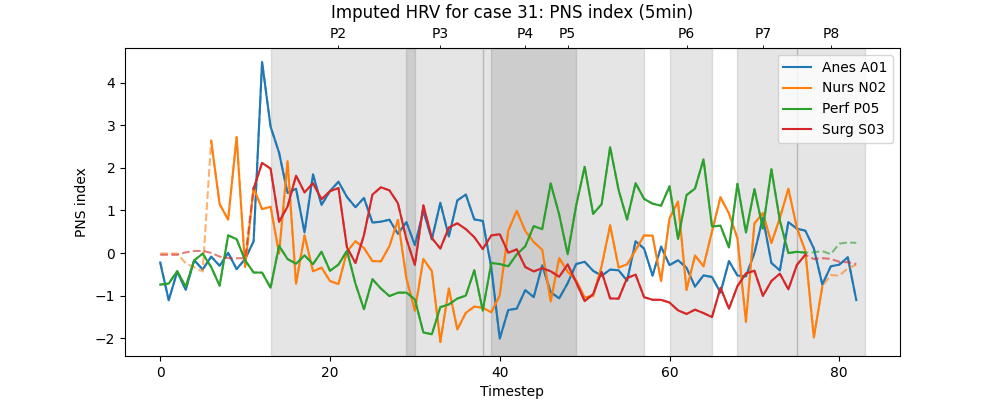 Imputed HRV for case 31: PNS index (5min)
P2 P3 P4 P5 P6 P7 P8
PNS index
4
3
2
1
0
−1
−2
Anes A01
Nurs N02
Perf P05
Surg S03
0 20 40 60 80
Timestep